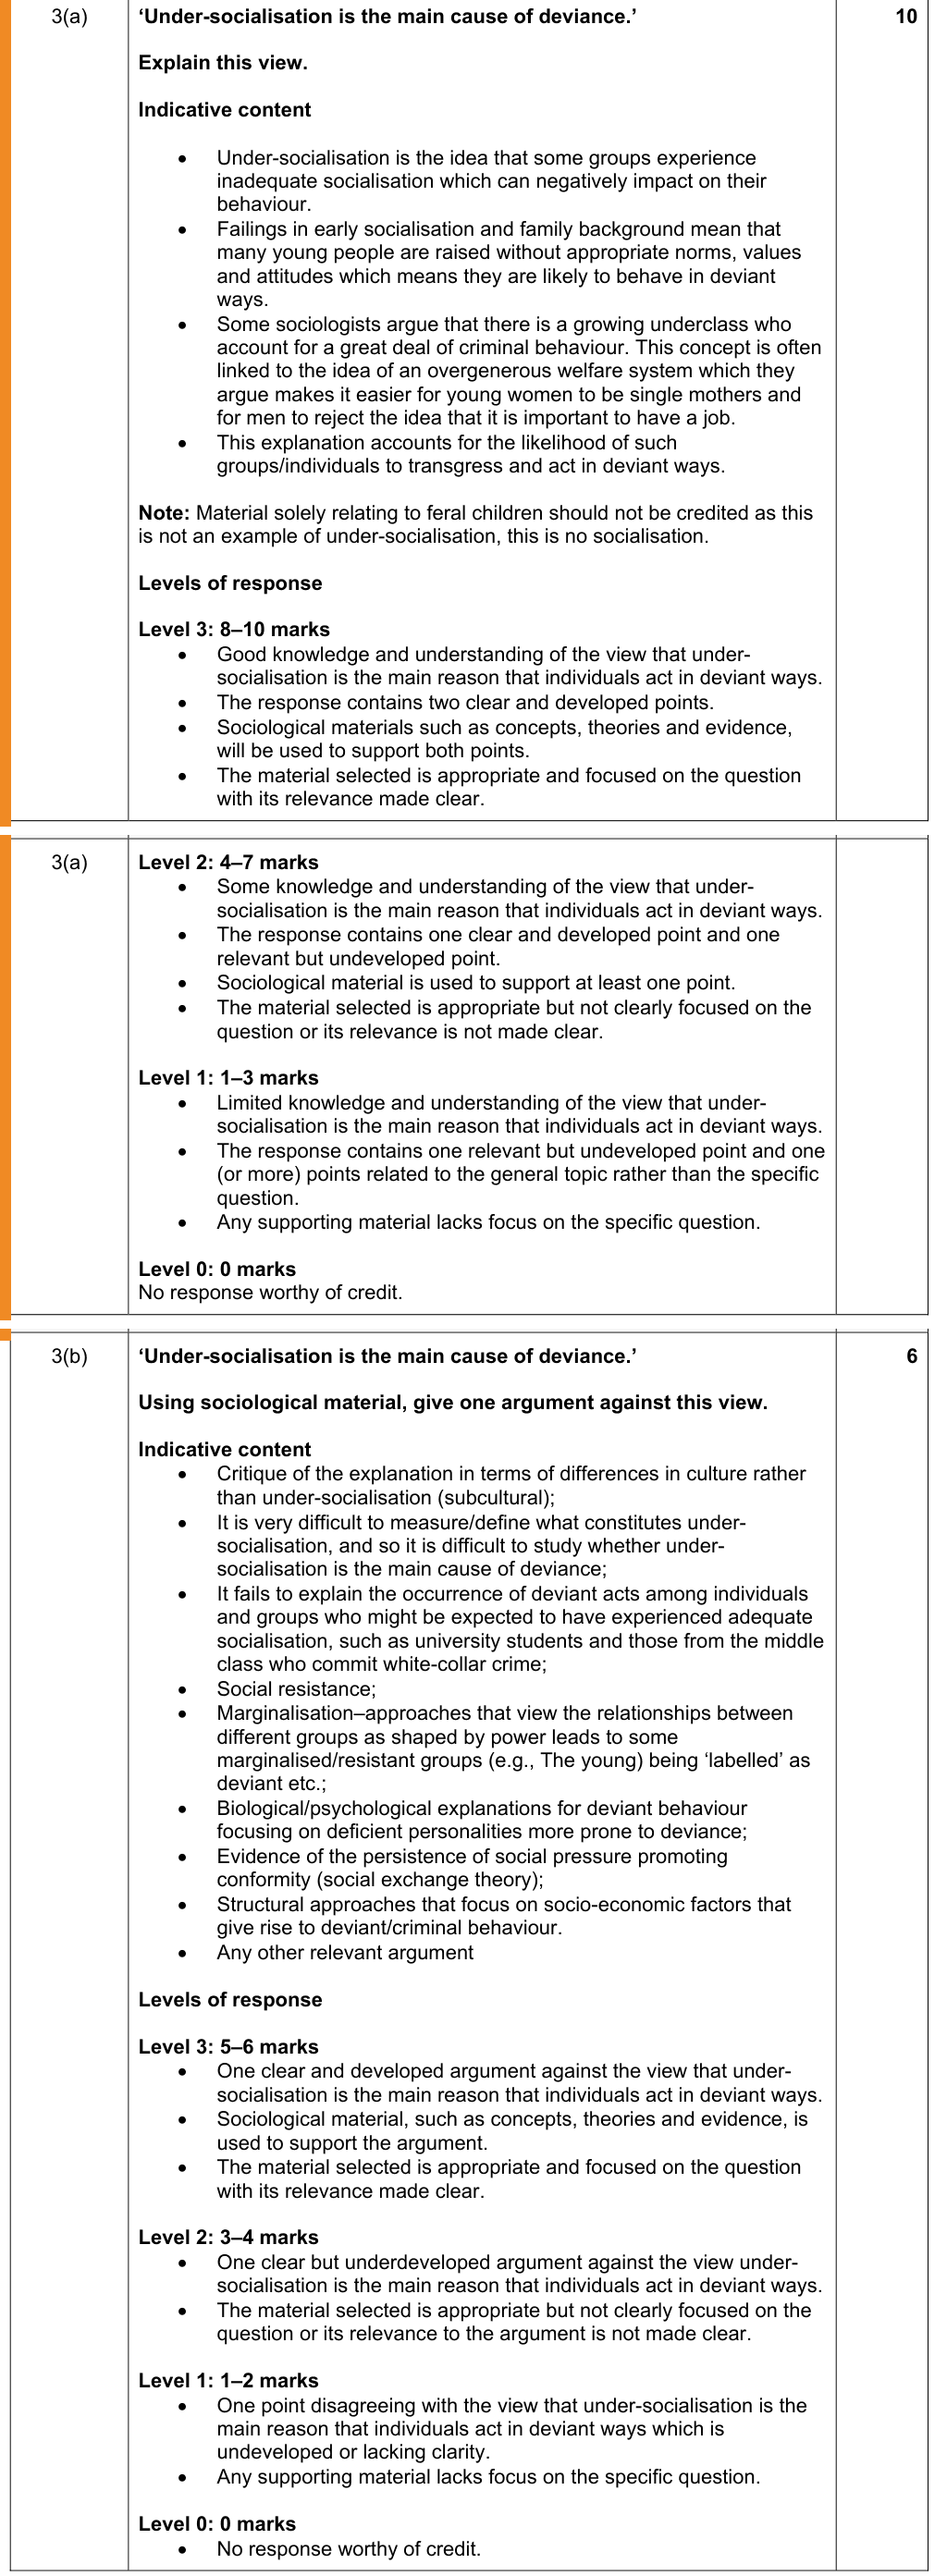 3(a)
‘Under-socialisation is the main cause of deviance.’
10
Explain this view.
Indicative content
• Under-socialisation is the idea that some groups experience
inadequate socialisation which can negatively impact on their
behaviour.
• Failings in early socialisation and family background mean that
many young people are raised without appropriate norms, values
and attitudes which means they are likely to behave in deviant
ways.
• Some sociologists argue that there is a growing underclass who
account for a great deal of criminal behaviour. This concept is often
linked to the idea of an overgenerous welfare system which they
argue makes it easier for young women to be single mothers and
for men to reject the idea that it is important to have a job.
• This explanation accounts for the likelihood of such
groups/individuals to transgress and act in deviant ways.
Note: Material solely relating to feral children should not be credited as this
is not an example of under-socialisation, this is no socialisation.
Levels of response
Level 3: 8–10 marks
• Good knowledge and understanding of the view that under-
socialisation is the main reason that individuals act in deviant ways.
• The response contains two clear and developed points.
• Sociological materials such as concepts, theories and evidence,
will be used to support both points.
• The material selected is appropriate and focused on the question
with its relevance made clear.
3(a)
Level 2: 4–7 marks
• Some knowledge and understanding of the view that under-
socialisation is the main reason that individuals act in deviant ways.
• The response contains one clear and developed point and one
relevant but undeveloped point.
• Sociological material is used to support at least one point.
• The material selected is appropriate but not clearly focused on the
question or its relevance is not made clear.
Level 1: 1–3 marks
• Limited knowledge and understanding of the view that under-
socialisation is the main reason that individuals act in deviant ways.
• The response contains one relevant but undeveloped point and one
(or more) points related to the general topic rather than the specific
question.
• Any supporting material lacks focus on the specific question.
Level 0: 0 marks
No response worthy of credit.
3(b)
‘Under-socialisation is the main cause of deviance.’
6
Using sociological material, give one argument against this view.
Indicative content
• Critique of the explanation in terms of differences in culture rather
than under-socialisation (subcultural);
• It is very difficult to measure/define what constitutes under-
socialisation, and so it is difficult to study whether under-
socialisation is the main cause of deviance;
• It fails to explain the occurrence of deviant acts among individuals
and groups who might be expected to have experienced adequate
socialisation, such as university students and those from the middle
class who commit white-collar crime;
• Social resistance;
• Marginalisation–approaches that view the relationships between
different groups as shaped by power leads to some
marginalised/resistant groups (e.g., The young) being ‘labelled’ as
deviant etc.;
• Biological/psychological explanations for deviant behaviour
focusing on deficient personalities more prone to deviance;
• Evidence of the persistence of social pressure promoting
conformity (social exchange theory);
• Structural approaches that focus on socio-economic factors that
give rise to deviant/criminal behaviour.
• Any other relevant argument
Levels of response
Level 3: 5–6 marks
• One clear and developed argument against the view that under-
socialisation is the main reason that individuals act in deviant ways.
• Sociological material, such as concepts, theories and evidence, is
used to support the argument.
• The material selected is appropriate and focused on the question
with its relevance made clear.
Level 2: 3–4 marks
• One clear but underdeveloped argument against the view under-
socialisation is the main reason that individuals act in deviant ways.
• The material selected is appropriate but not clearly focused on the
question or its relevance to the argument is not made clear.
Level 1: 1–2 marks
• One point disagreeing with the view that under-socialisation is the
main reason that individuals act in deviant ways which is
undeveloped or lacking clarity.
• Any supporting material lacks focus on the specific question.
Level 0: 0 marks
• No response worthy of credit.